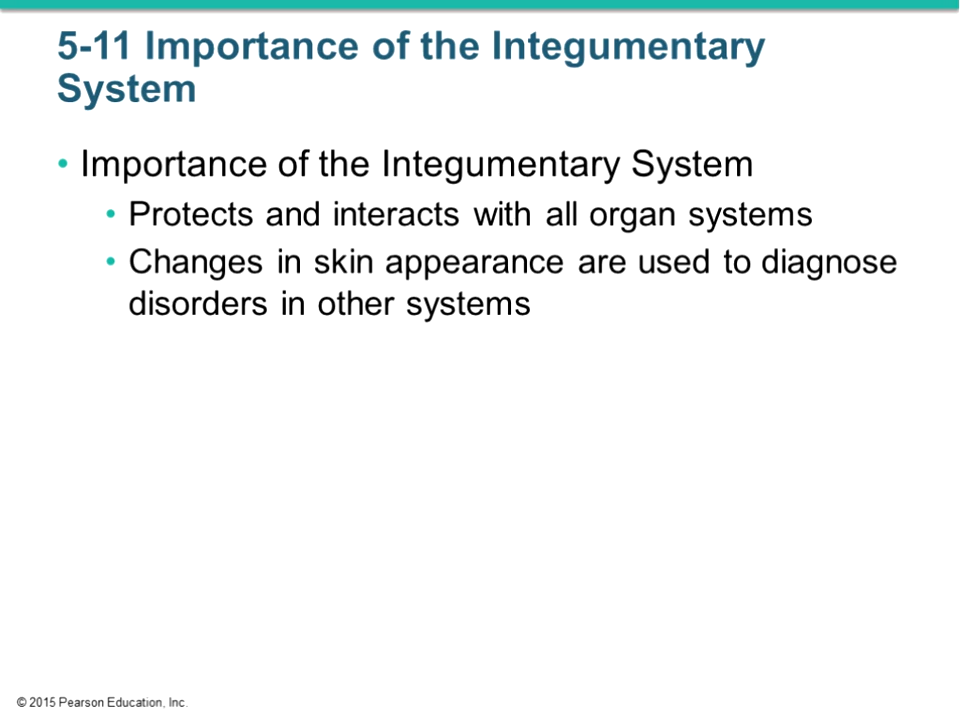 5-11 Importance of the Integumentary
System
• Importance of the Integumentary System
• Protects and interacts with all organ systems
• Changes in skin appearance are used to diagnose
disorders in other systems
© 2015 Pearson Education, Inc.